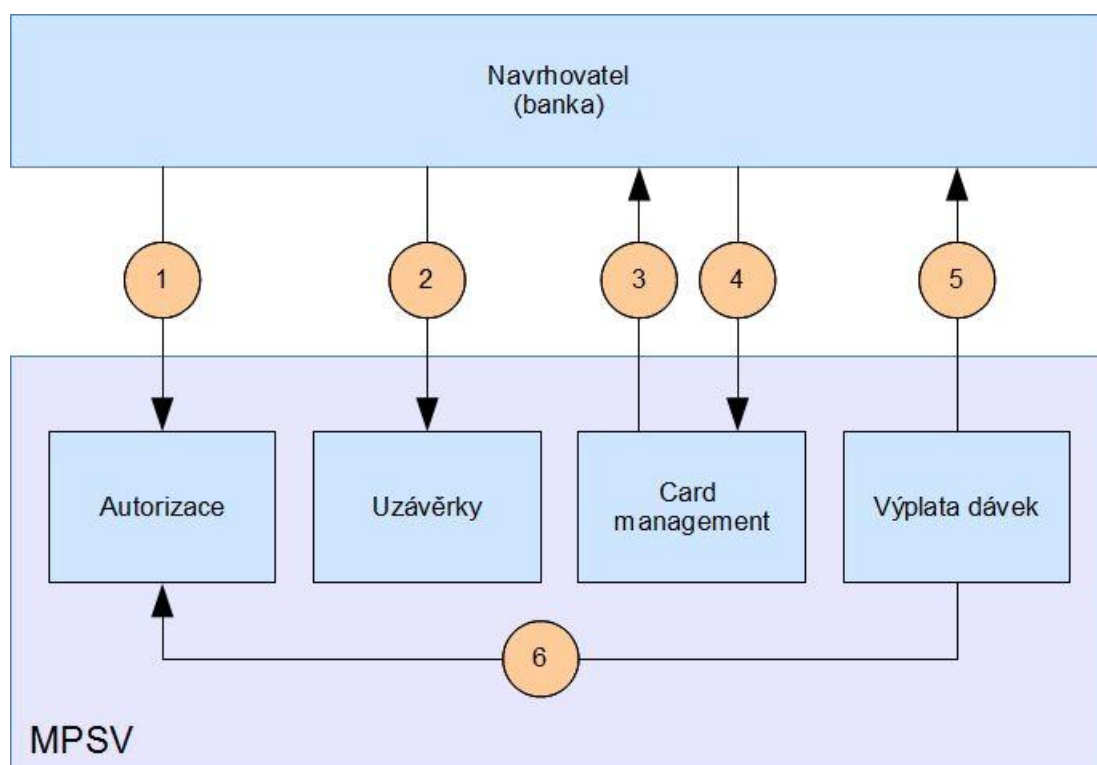 Navrhovatel
(banka)
1
2
3
4
5
Autorizace
Uzávěrky
Card
management
Výplata dávek
6
MPSV